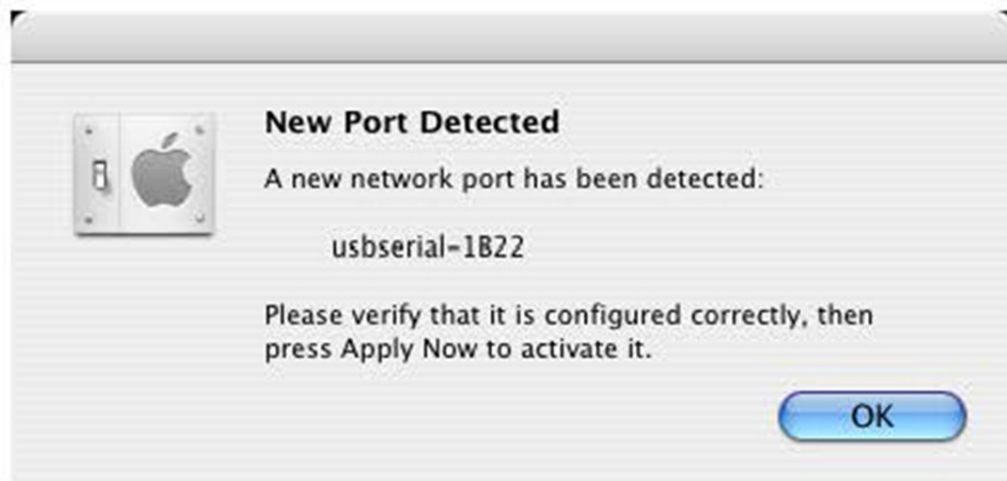 New Port Detected
A new network port has been detected:
usbserial-1B22
Please verify that it is configured correctly, then
press Apply Now to activate it.
OK